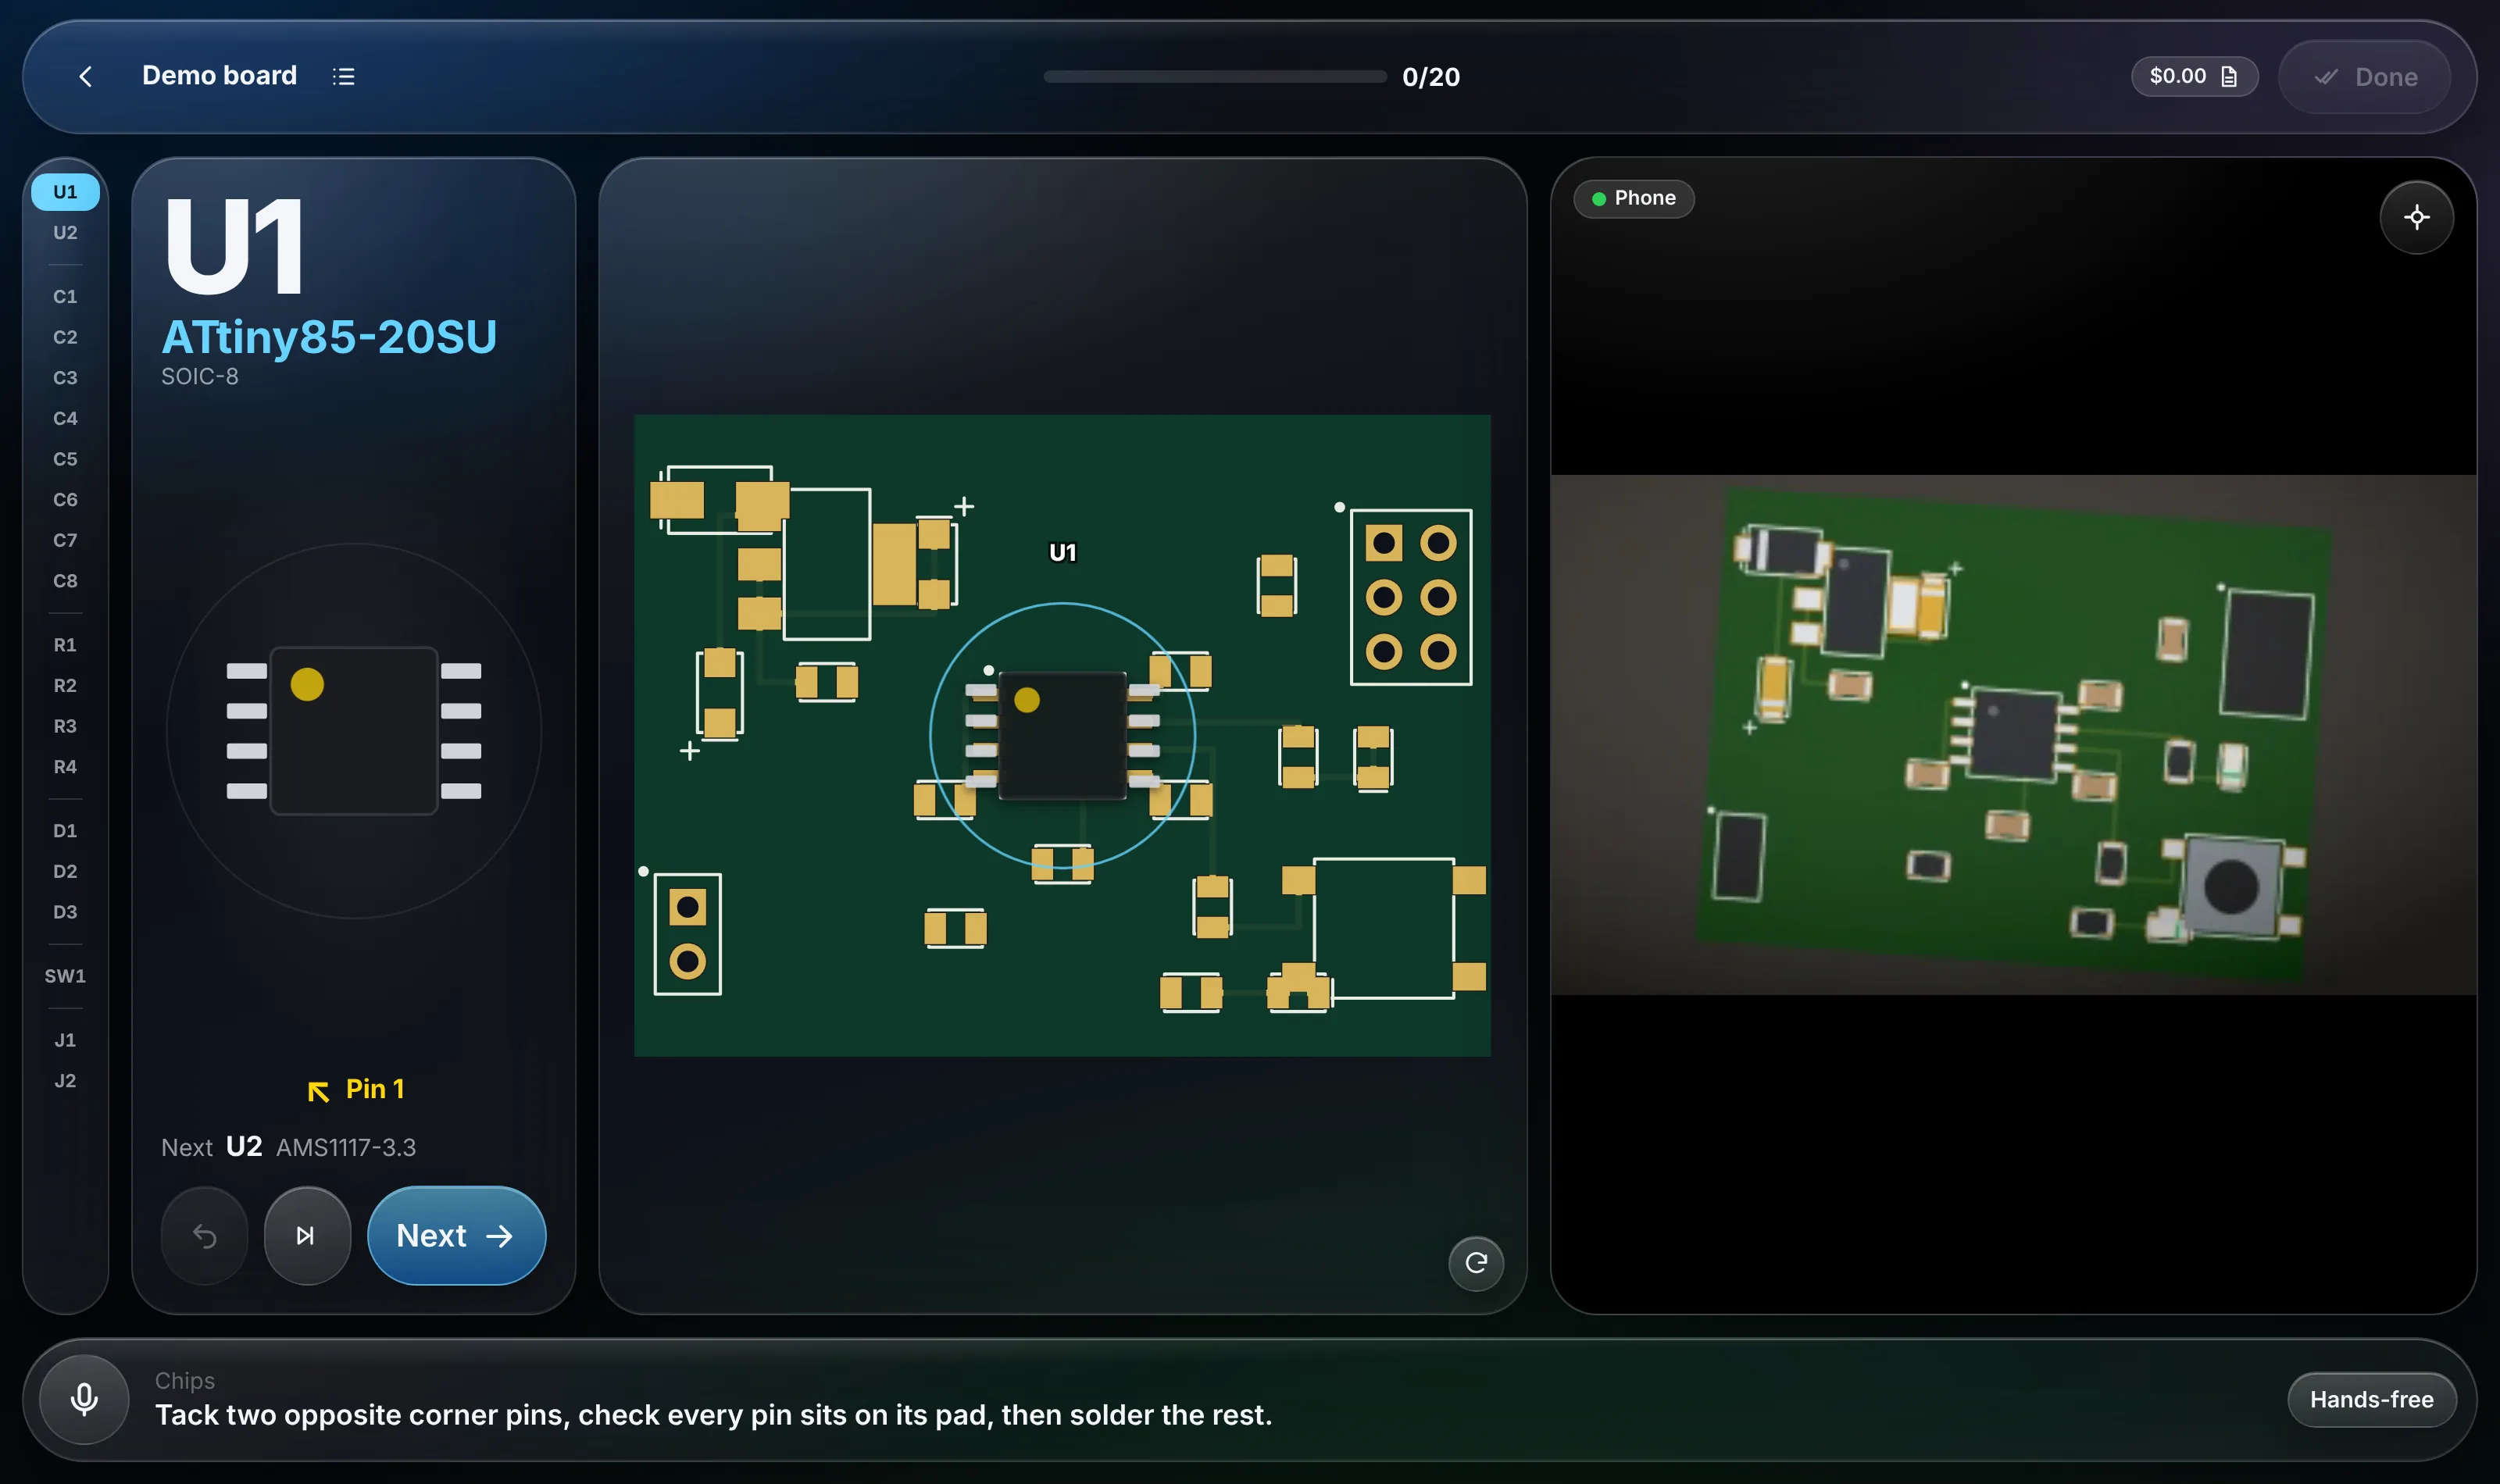 Demo board
0/20
$0.00
Done
U1
U2
C1
C2
C3
C4
C5
C6
C7
C8
R1
R2
R3
R4
D1
D2
D3
SW1
J1
J2
U1
ATtiny85-20SU
SOIC-8
Pin 1
Next U2 AMS1117-3.3
Next
+
U1
+
Phone
+
+
Chips
Tack two opposite corner pins, check every pin sits on its pad, then solder the rest.
Hands-free